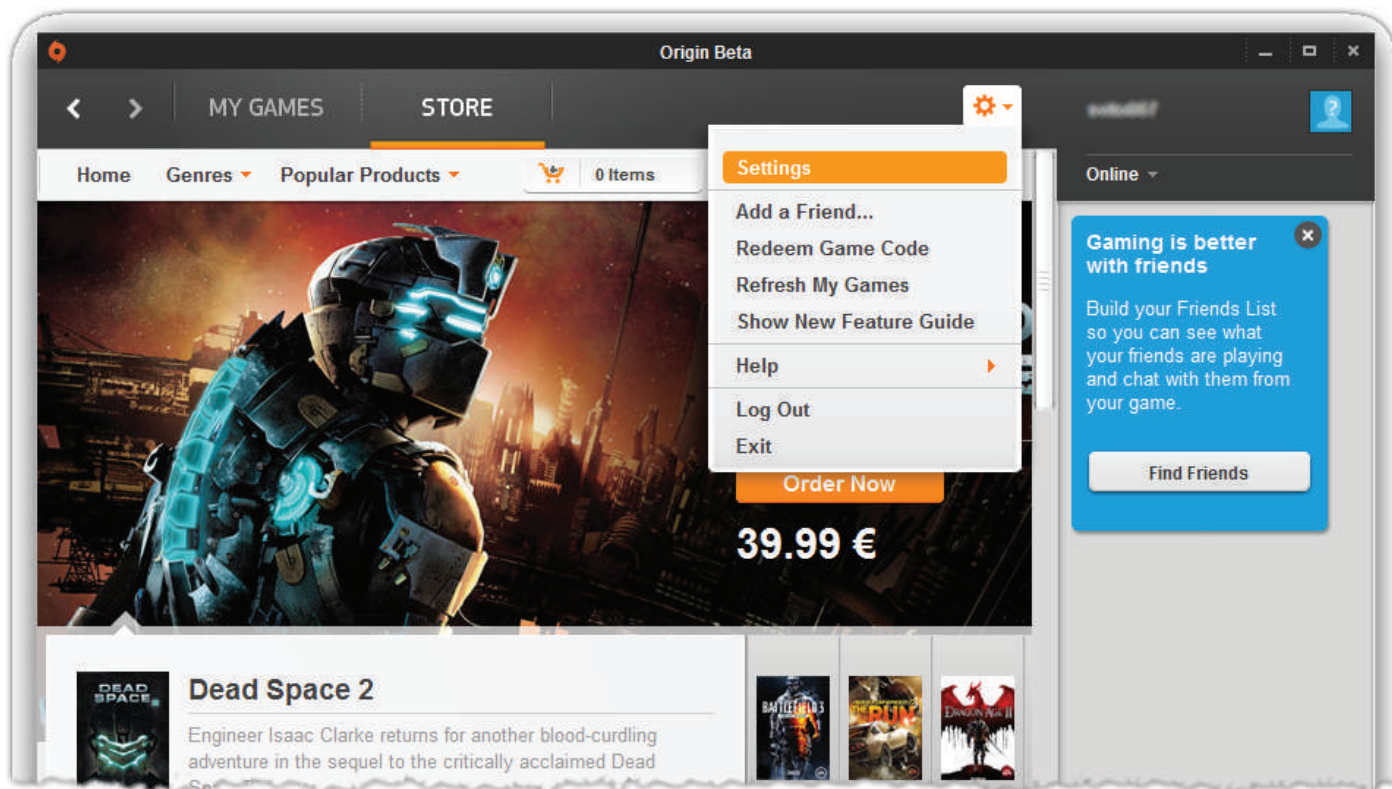 Origin Beta
MY GAMES
STORE
Home
Genres
Popular Products
0 Items
Settings
Add a Friend...
Redeem Game Code
Refresh My Games
Show New Feature Guide
Help
Log Out
Exit
Online
Gaming is better
with friends
Build your Friends List
so you can see what
your friends are playing
and chat with them from
your game.
Find Friends
Order Now
39.99 €
DEAD
SPACE
Dead Space 2
Engineer Isaac Clarke returns for another blood-curdling
adventure in the sequel to the critically acclaimed Dead
BATTLEFIELD 3
THE RUN
DRAGON AGE II